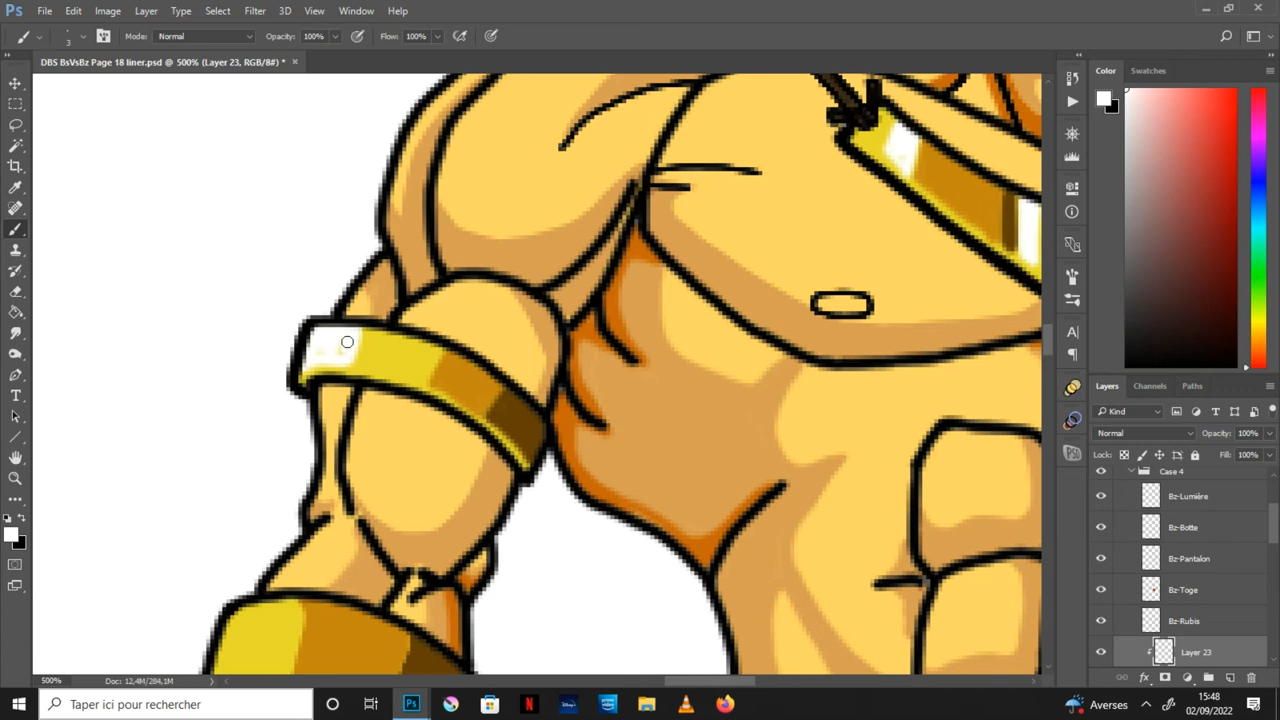 Ps File Edit Image Layer Type Select Filter 3D View Window Help
3 Mode: Normal Opacity: 100% Flow: 100%
DBS BsVsBz Page 18 liner.psd @ 500% (Layer 23, RGB/8#) * ×
Color Swatches
Layers Channels Paths
Kind
Normal Opacity: 100%
Lock: Fill: 100%
Case 4
Bz-Lumière
Bz-Botte
Bz-Pantalon
Bz-Toge
Bz-Rubis
Layer 23
500% Doc: 12,4M/284,1M
Taper ici pour rechercher
Averses
15:48
02/09/2022